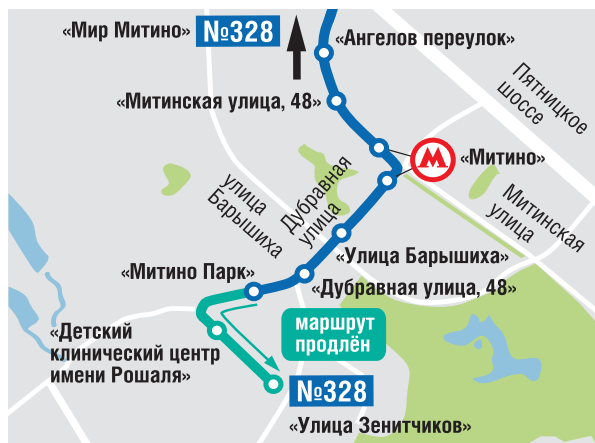 «Мир Митино»
№328
«Ангелов переулок»
Пятницкое
шоссе
«Митинская улица, 48»
М
«Митино»
улица
Барышиха
Дубравная
улица
Митинская
улица
«Улица Барышиха»
«Митино Парк»
«Дубравная улица, 48»
маршрут
продлён
«Детский
клинический центр
имени Рошаля»
№328
«Улица Зенитчиков»